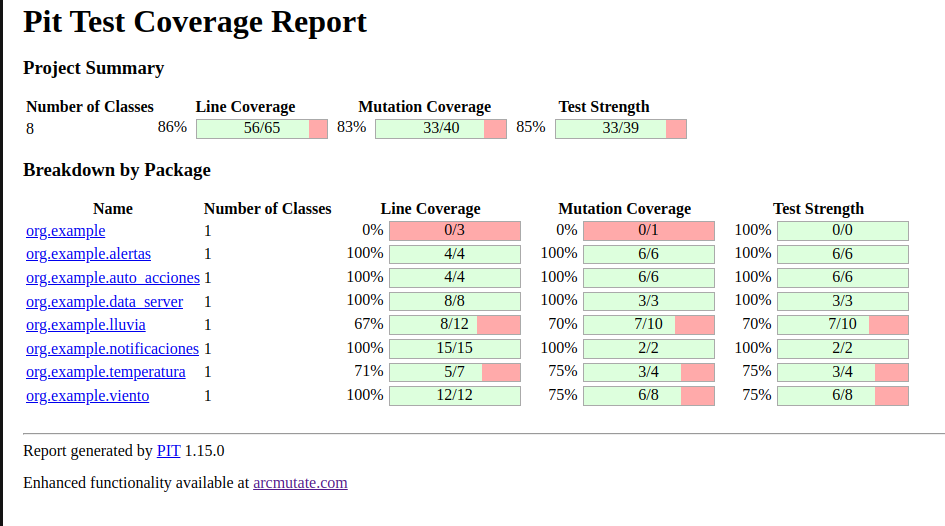 Pit Test Coverage Report
Project Summary
Number of Classes Line Coverage Mutation Coverage Test Strength
8 86% 56/65 83% 33/40 85% 33/39
Breakdown by Package
Name Number of Classes Line Coverage Mutation Coverage Test Strength
org.example 1 0% 0/3 0% 0/1 100% 0/0
org.example.alertas 1 100% 4/4 100% 6/6 100% 6/6
org.example.auto_acciones 1 100% 4/4 100% 6/6 100% 6/6
org.example.data_server 1 100% 8/8 100% 3/3 100% 3/3
org.example.lluvia 1 67% 8/12 70% 7/10 70% 7/10
org.example.notificaciones 1 100% 15/15 100% 2/2 100% 2/2
org.example.temperatura 1 71% 5/7 75% 3/4 75% 3/4
org.example.viento 1 100% 12/12 75% 6/8 75% 6/8
Report generated by PIT 1.15.0
Enhanced functionality available at arcmutate.com